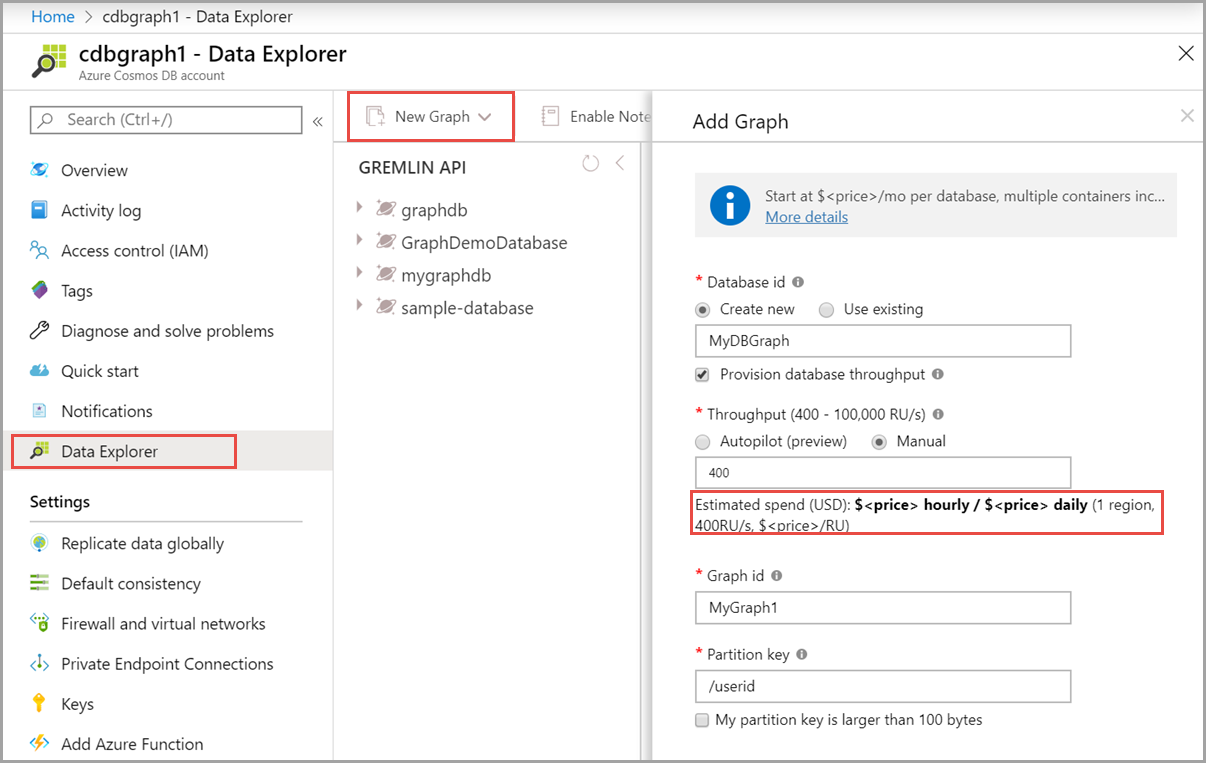 Home > cdbgraph1 - Data Explorer
cdbgraph1 - Data Explorer
Azure Cosmos DB account
Search (Ctrl+/)
Overview
Activity log
Access control (IAM)
Tags
Diagnose and solve problems
Quick start
Notifications
Data Explorer
Settings
Replicate data globally
Default consistency
Firewall and virtual networks
Private Endpoint Connections
Keys
Add Azure Function
New Graph
Enable Note
GREMLIN API
graphdb
GraphDemoDatabase
mygraphdb
sample-database
Add Graph
Start at $<price>/mo per database, multiple containers inc...
More details
* Database id
Create new Use existing
MyDBGraph
Provision database throughput
* Throughput (400 - 100,000 RU/s)
Autopilot (preview) Manual
400
Estimated spend (USD): $<price> hourly / $<price> daily (1 region,
400RU/s, $<price>/RU)
* Graph id
MyGraph1
* Partition key
/userid
My partition key is larger than 100 bytes